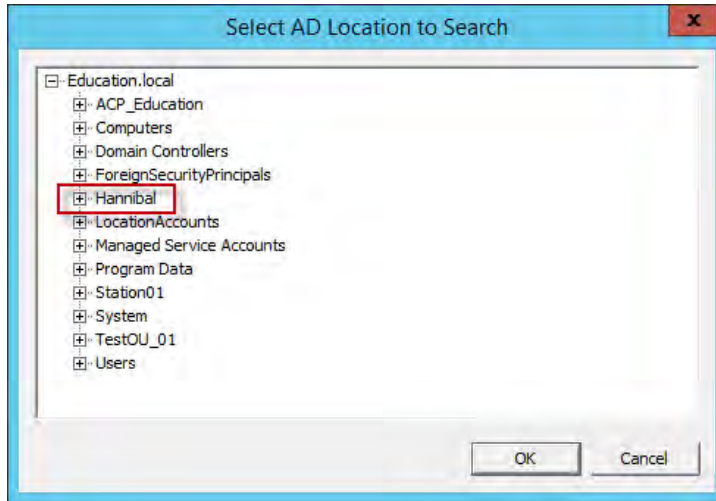 Select AD Location to Search
x
Education.local
ACP_Education
Computers
Domain Controllers
ForeignSecurityPrincipals
Hannibal
LocationAccounts
Managed Service Accounts
Program Data
Station01
System
TestOU_01
Users
OK Cancel